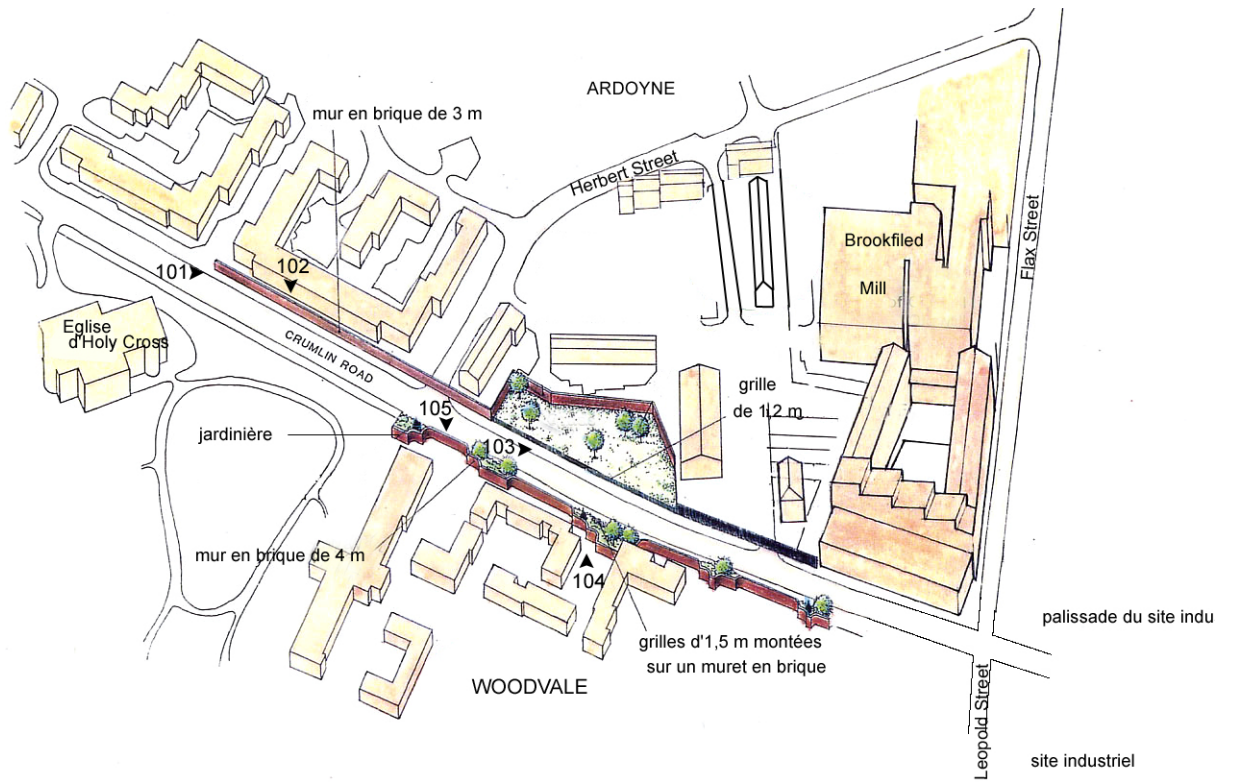 ARDOYNE
mur en brique de 3 m
Herbert Street
Flax Street
Brookfiled
Mill
101
102
Eglise
d'Holy Cross
CRUMLIN ROAD
grille
de 1,2 m
105
jardinière
103
mur en brique de 4 m
104
grilles d'1,5 m montées
sur un muret en brique
palissade du site indu
WOODVALE
Leopold Street
site industriel